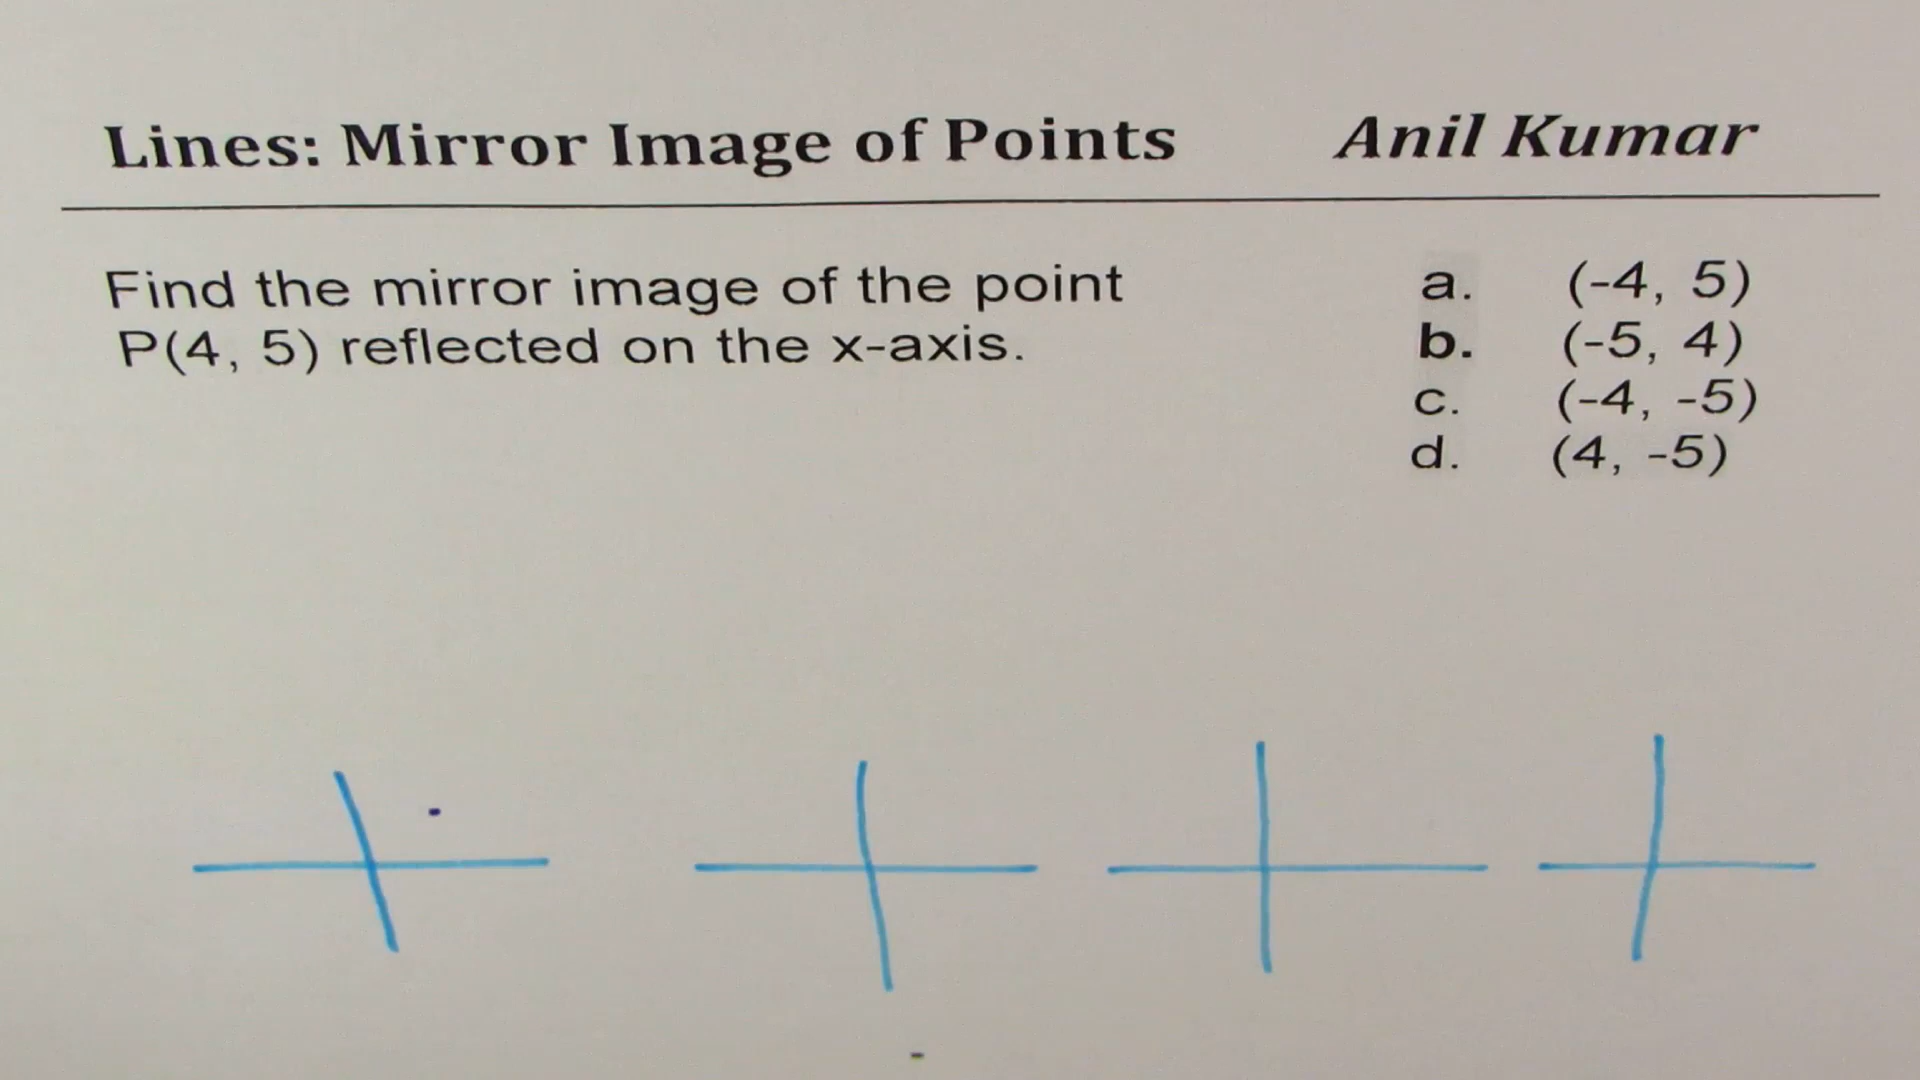 Lines: Mirror Image of Points Anil Kumar
Find the mirror image of the point
P(4, 5) reflected on the x-axis.
a. (-4, 5)
b. (-5, 4)
c. (-4, -5)
d. (4, -5)